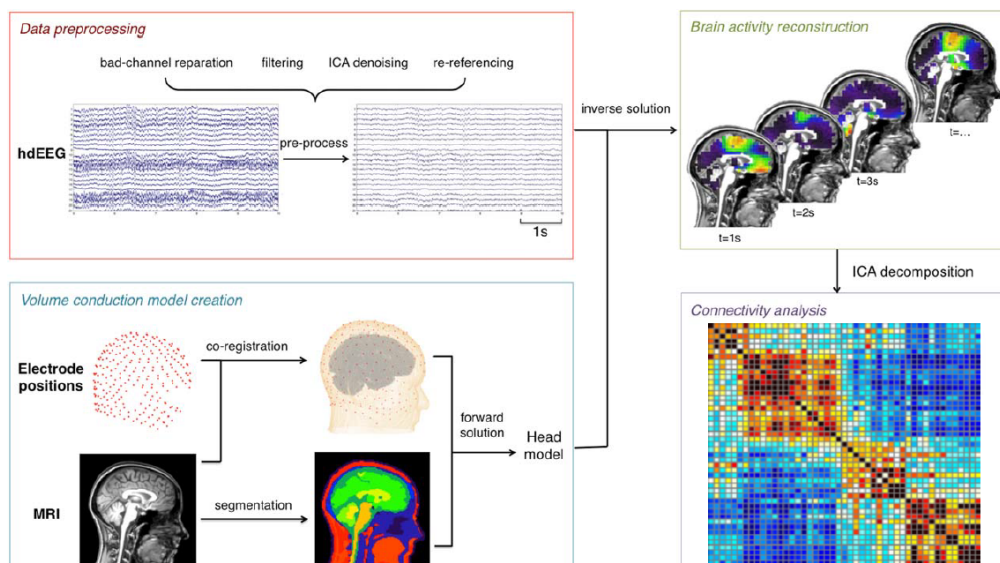 Data preprocessing
bad-channel reparation filtering ICA denoising re-referencing
hdEEG
pre-process
1s
inverse solution
Brain activity reconstruction
t=1s
t=2s
t=3s
t=...
ICA decomposition
Volume conduction model creation
Electrode
positions
co-registration
MRI
segmentation
forward
solution
Head
model
Connectivity analysis